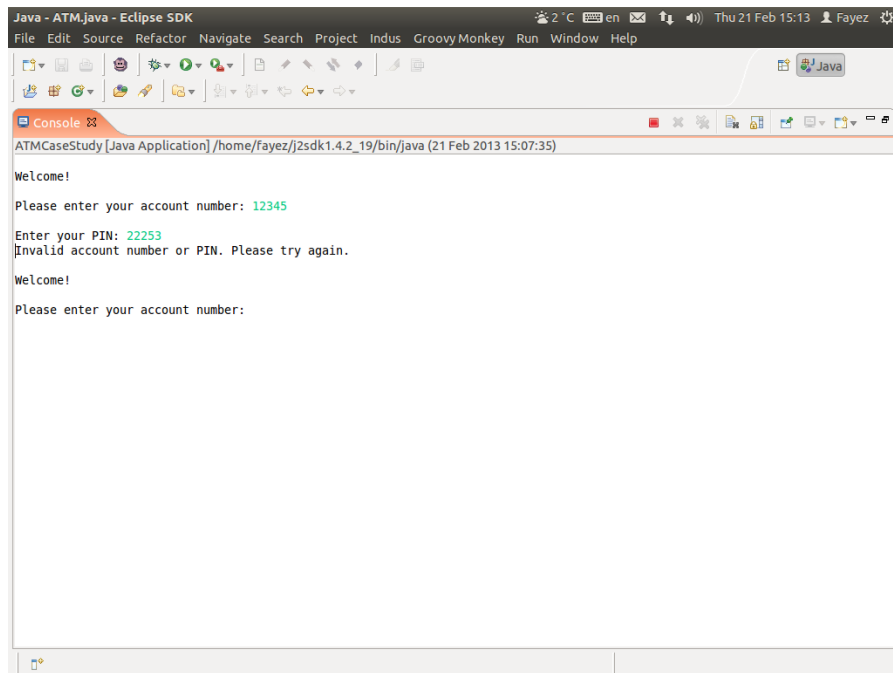 Java - ATM.java - Eclipse SDK
2 °C en Thu 21 Feb 15:13 Fayez
File Edit Source Refactor Navigate Search Project Indus GroovyMonkey Run Window Help
Java
Console
ATMCaseStudy [Java Application] /home/fayez/j2sdk1.4.2_19/bin/java (21 Feb 2013 15:07:35)
Welcome!
Please enter your account number: 12345
Enter your PIN: 22253
Invalid account number or PIN. Please try again.
Welcome!
Please enter your account number: